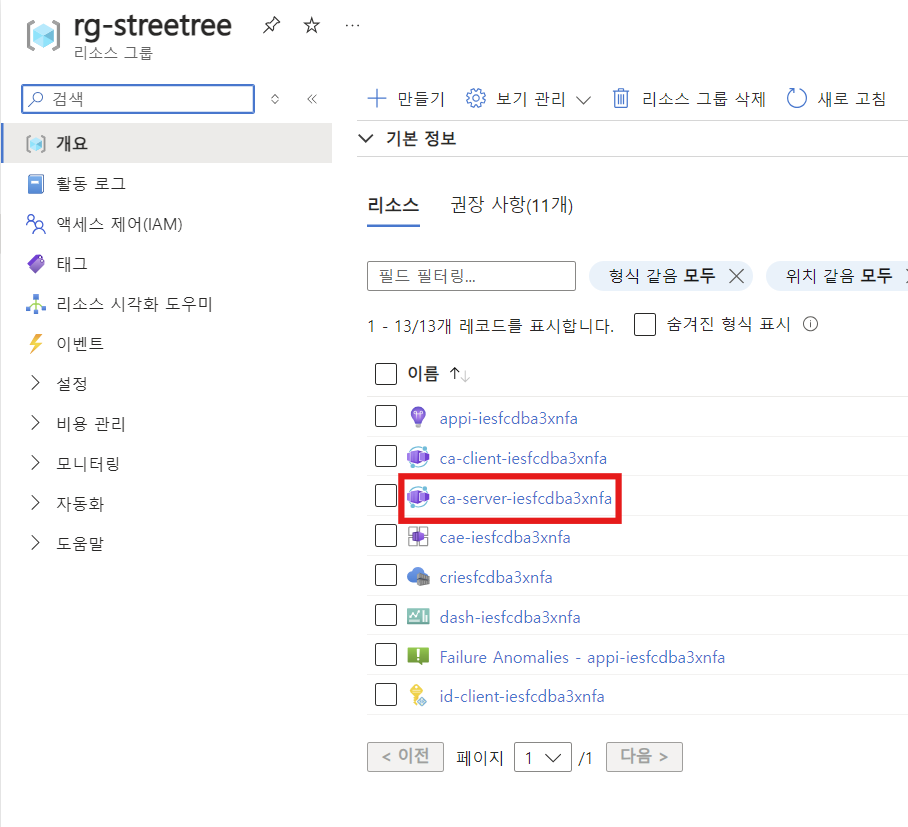 rg-streetree
리소스 그룹
검색
+ 만들기 보기 관리 리소스 그룹 삭제 새로 고침
개요
기본 정보
활동 로그
액세스 제어(IAM)
태그
리소스 시각화 도우미
이벤트
설정
비용 관리
모니터링
자동화
도움말
리소스 권장 사항(11개)
필드 필터링... 형식 같음 모두 위치 같음 모두
1 - 13/13개 레코드를 표시합니다. 숨겨진 형식 표시
이름 ↑↓
appi-iesfcdba3xnfa
ca-client-iesfcdba3xnfa
ca-server-iesfcdba3xnfa
cae-iesfcdba3xnfa
criesfcdba3xnfa
dash-iesfcdba3xnfa
Failure Anomalies - appi-iesfcdba3xnfa
id-client-iesfcdba3xnfa
< 이전 페이지 1 /1 다음 >